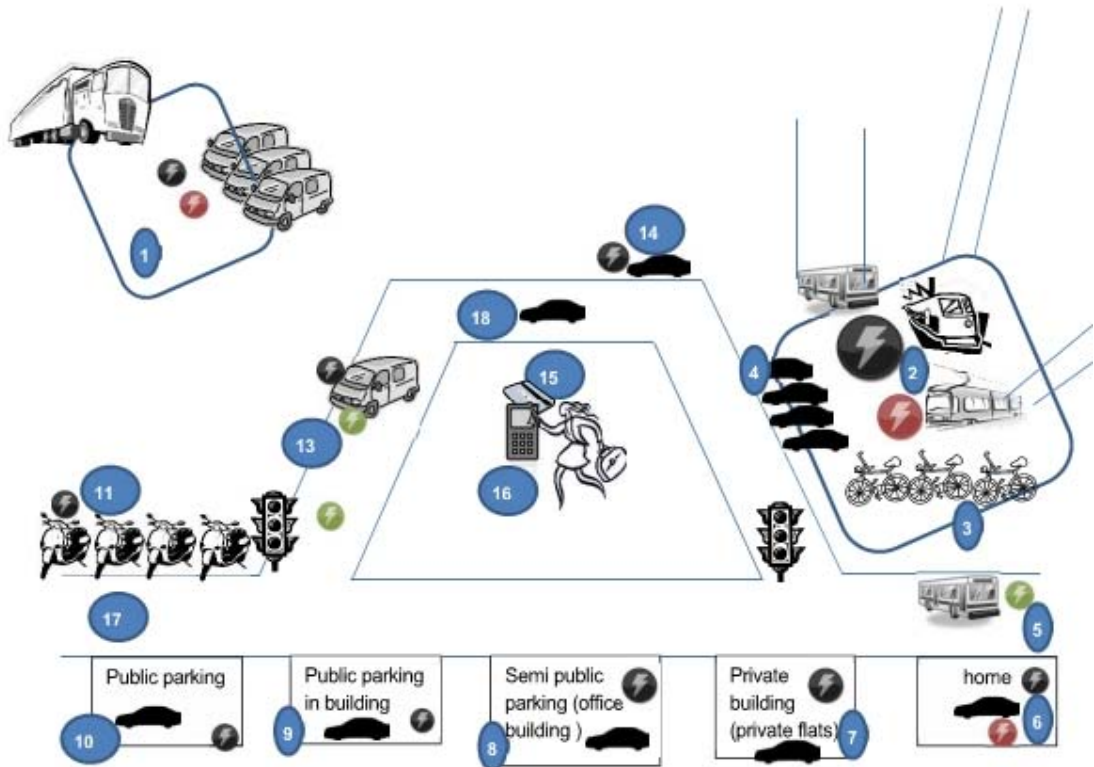 14
1
18
4
2
15
13
16
11
3
17
5
Public parking
10
Public parking
in building
9
Semi public
parking (office
building )
8
Private
building
(private flats)
7
home
6